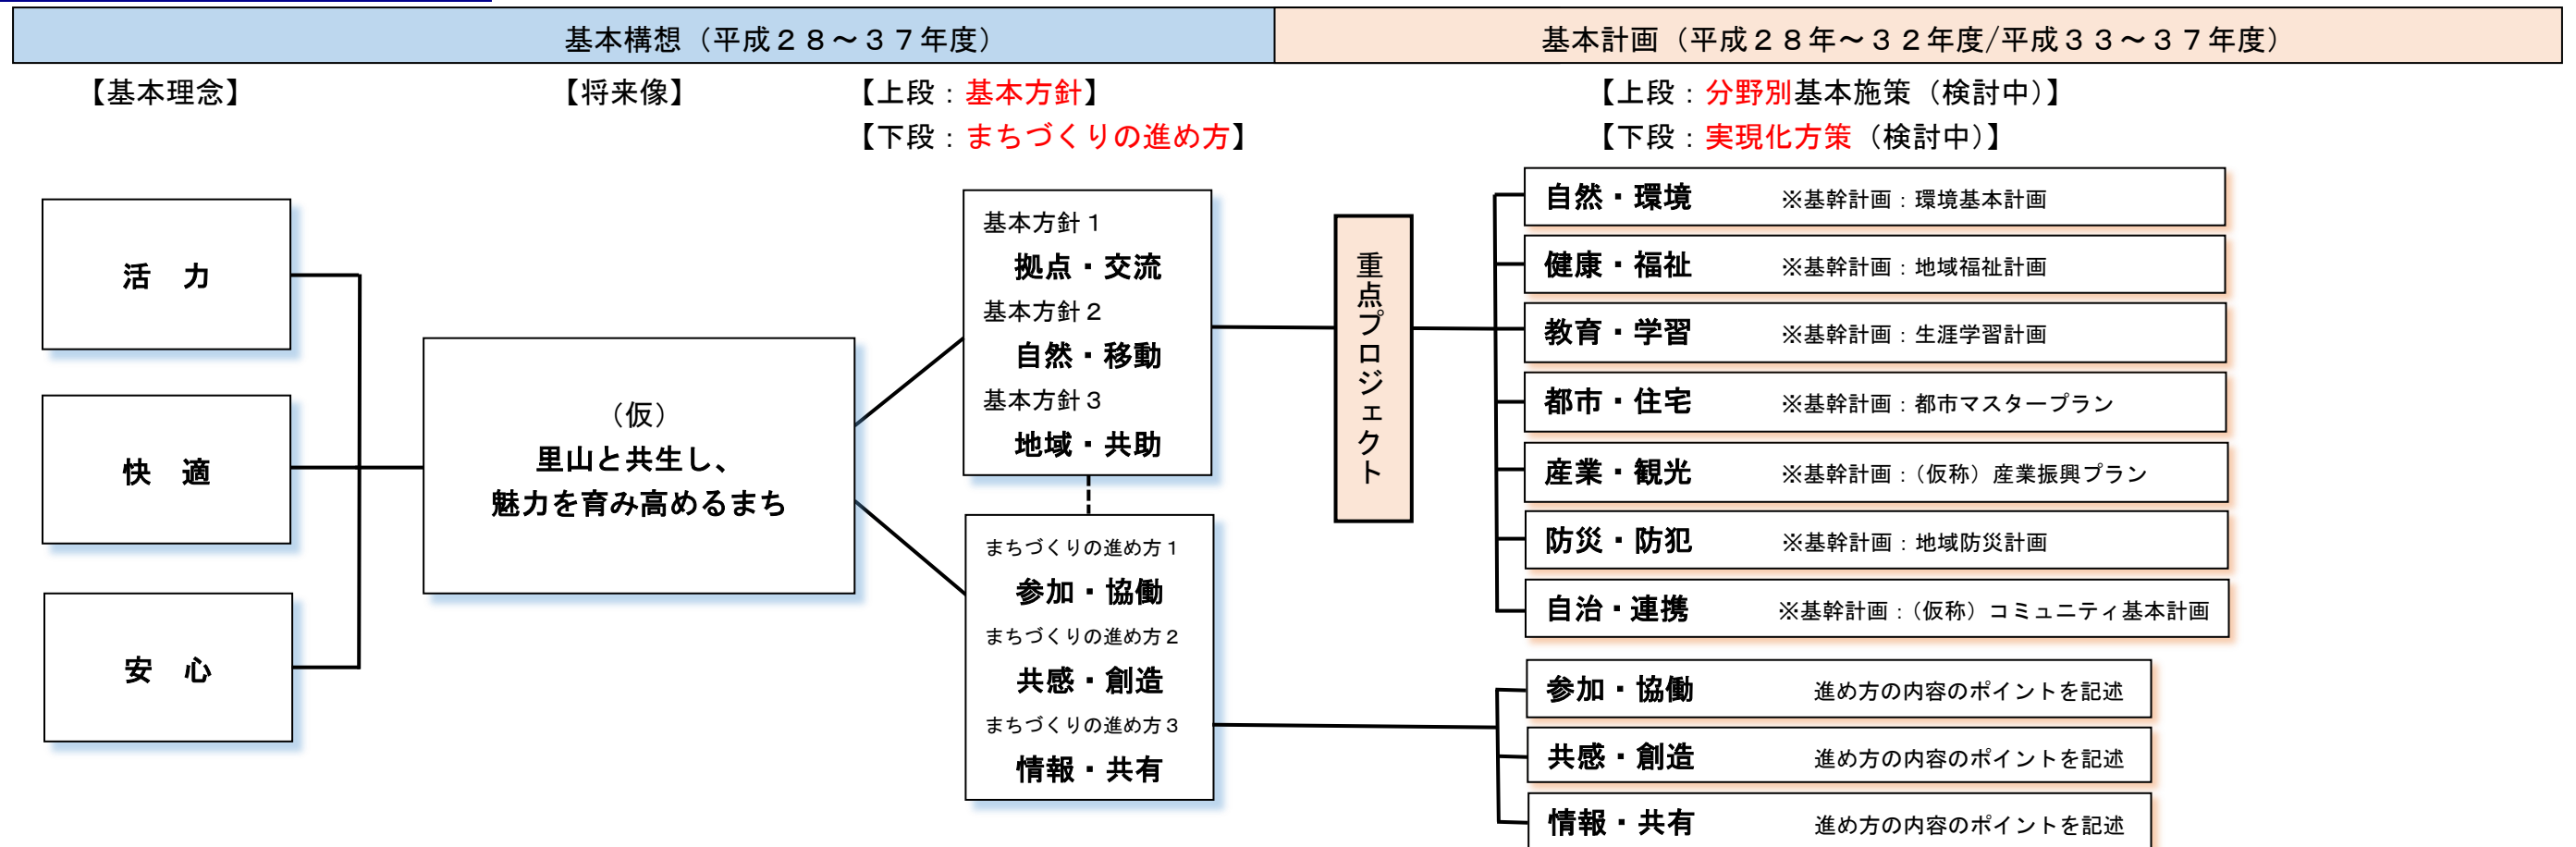 基本構想（平成２８～３７年度）
基本計画（平成２８年～３２年度/平成３３～３７年度）
【基本理念】
【将来像】
【上段：基本方針】
【下段：まちづくりの進め方】
【上段：分野別基本施策（検討中）】
【下段：実現化方策（検討中）】
活　力
快　適
安　心
（仮）
里山と共生し、
魅力を育み高めるまち
基本方針１
拠点・交流
基本方針２
自然・移動
基本方針３
地域・共助
まちづくりの進め方１
参加・協働
まちづくりの進め方２
共感・創造
まちづくりの進め方３
情報・共有
重点プロジェクト
自然・環境　※基幹計画：環境基本計画
健康・福祉　※基幹計画：地域福祉計画
教育・学習　※基幹計画：生涯学習計画
都市・住宅　※基幹計画：都市マスタープラン
産業・観光　※基幹計画：（仮称）産業振興プラン
防災・防犯　※基幹計画：地域防災計画
自治・連携　※基幹計画：（仮称）コミュニティ基本計画
参加・協働　進め方の内容のポイントを記述
共感・創造　進め方の内容のポイントを記述
情報・共有　進め方の内容のポイントを記述